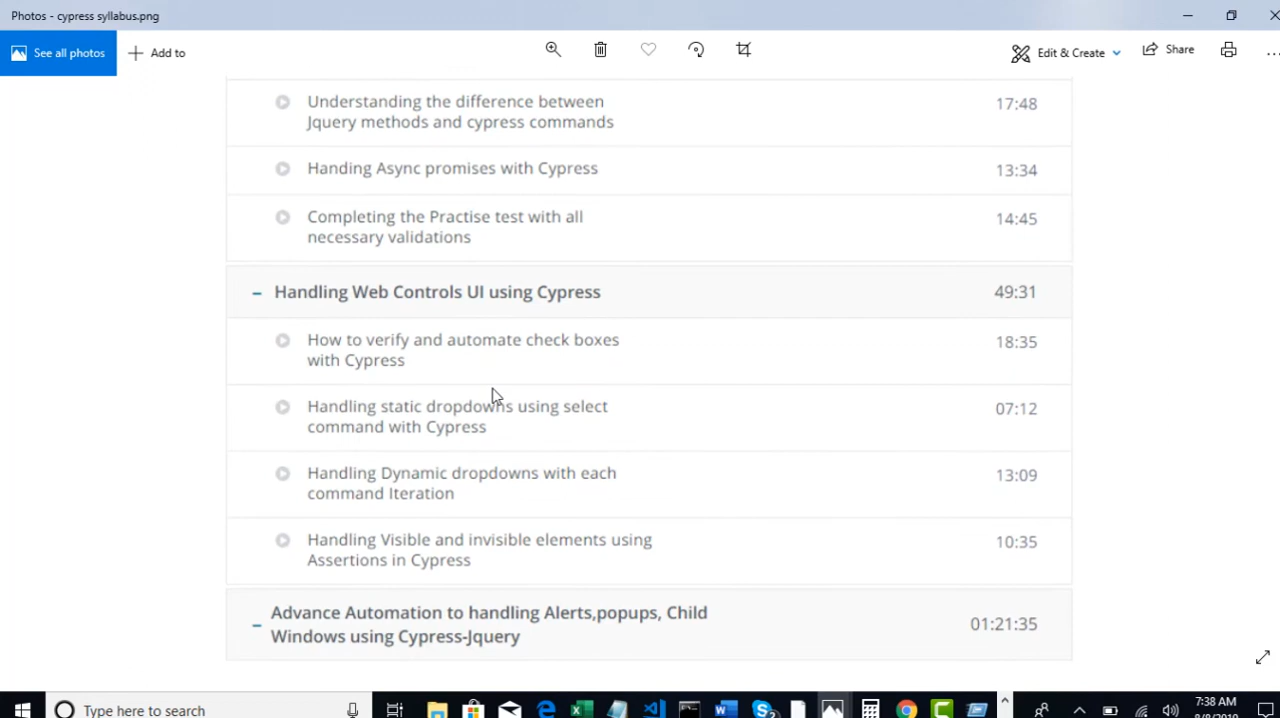 Photos - cypress syllabus.png
See all photos
Add to
Edit & Create
Share
Understanding the difference between
Jquery methods and cypress commands
17:48
Handing Async promises with Cypress
13:34
Completing the Practise test with all
necessary validations
14:45
Handling Web Controls UI using Cypress
49:31
How to verify and automate check boxes
with Cypress
18:35
Handling static dropdowns using select
command with Cypress
07:12
Handling Dynamic dropdowns with each
command Iteration
13:09
Handling Visible and invisible elements using
Assertions in Cypress
10:35
Advance Automation to handling Alerts,popups, Child
Windows using Cypress-Jquery
01:21:35
Type here to search
7:38 AM